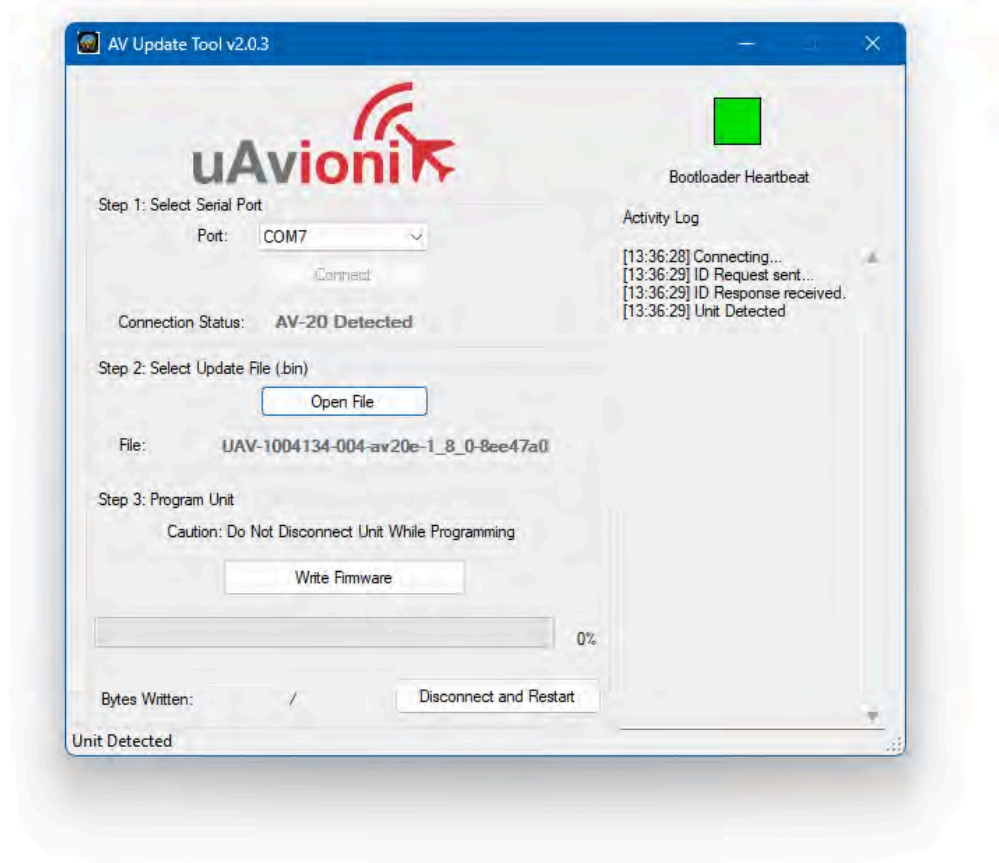 AV Update Tool v2.0.3
uAvionix
Bootloader Heartbeat
Step 1: Select Serial Port
Port: COM7
Connect
Connection Status: AV-20 Detected
Activity Log
[13:36:28] Connecting...
[13:36:29] ID Request sent...
[13:36:29] ID Response received.
[13:36:29] Unit Detected
Step 2: Select Update File (.bin)
Open File
File: UAV-1004134-004-av20e-1_8_0-8ee47a0
Step 3: Program Unit
Caution: Do Not Disconnect Unit While Programming
Write Firmware
0%
Bytes Written: /
Disconnect and Restart
Unit Detected